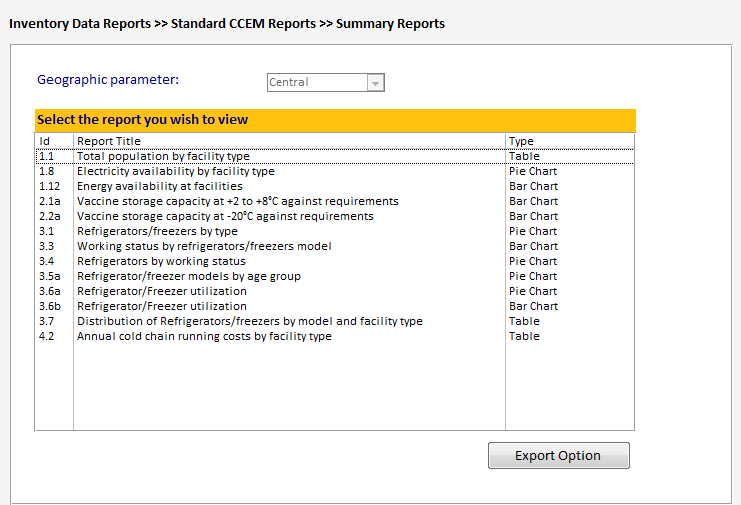 Inventory Data Reports >> Standard CCEM Reports >> Summary Reports
Geographic parameter: Central
Select the report you wish to view
Id Report Title Type
1.1 Total population by facility type Table
1.8 Electricity availability by facility type Pie Chart
1.12 Energy availability at facilities Bar Chart
2.1a Vaccine storage capacity at +2 to +8°C against requirements Bar Chart
2.2a Vaccine storage capacity at -20°C against requirements Bar Chart
3.1 Refrigerators/freezers by type Pie Chart
3.3 Working status by refrigerators/freezers model Bar Chart
3.4 Refrigerators by working status Pie Chart
3.5a Refrigerator/freezer models by age group Pie Chart
3.6a Refrigerator/Freezer utilization Pie Chart
3.6b Refrigerator/Freezer utilization Bar Chart
3.7 Distribution of Refrigerators/freezers by model and facility type Table
4.2 Annual cold chain running costs by facility type Table
Export Option